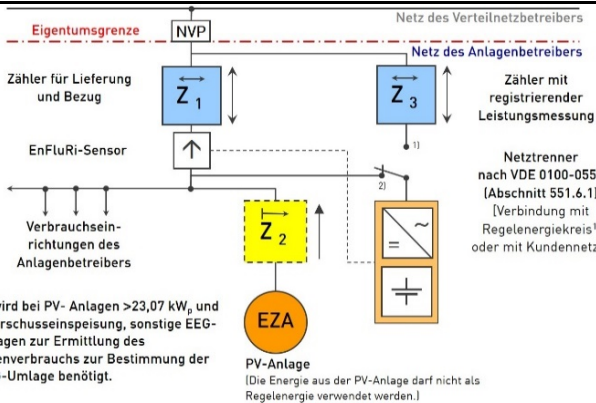 Netz des Verteilnetzbetreibers
Eigentumsgrenze
NVP
Netz des Anlagenbetreibers
Zähler für Lieferung
und Bezug
Z 1
Z 3
Zähler mit
registrierender
Leistungsmessung
EnFluRi-Sensor
1)
2)
Netztrenner
nach VDE 0100-055
(Abschnitt 551.6.1)
[Verbindung mit
Regelenergiekreis¹
oder mit Kundennetz
Verbrauchsein-
richtungen des
Anlagenbetreibers
Z 2
EZA
wird bei PV- Anlagen >23,07 kWp und
rschusseinspeisung, sonstige EEG-
agen zur Ermittlung des
enverbrauchs zur Bestimmung der
-Umlage benötigt.
PV-Anlage
(Die Energie aus der PV-Anlage darf nicht als
Regelenergie verwendet werden.)